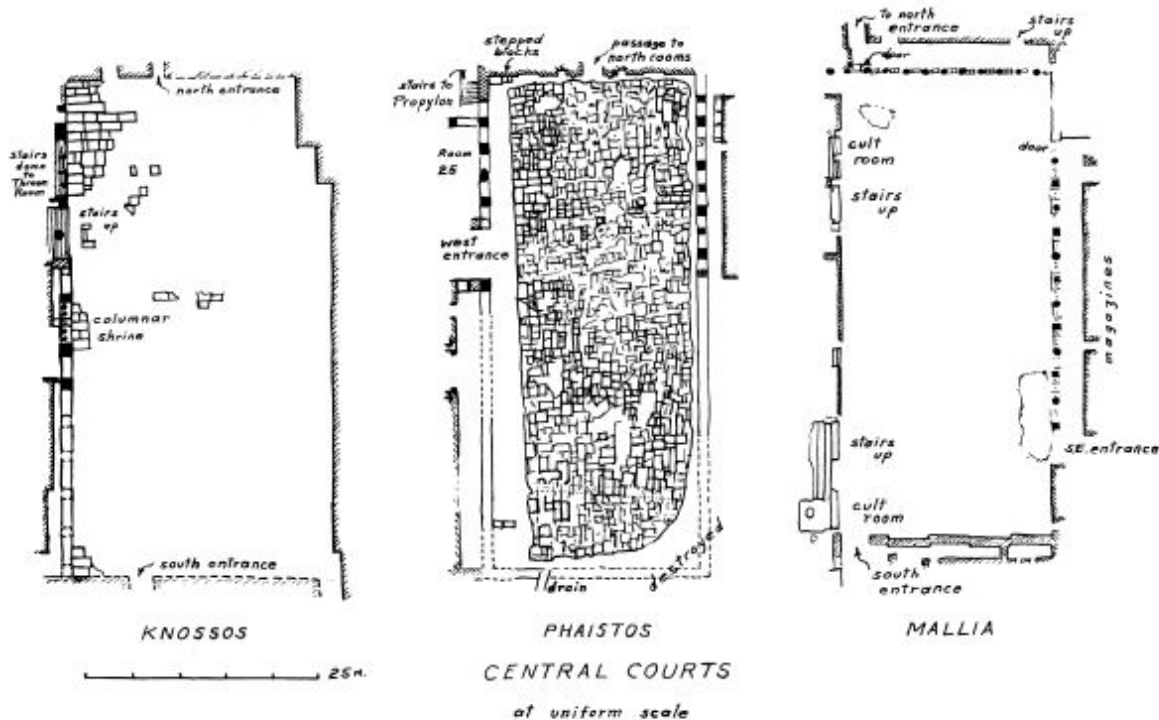 north entrance
stairs
down
to
Throne
Room
stairs
up
columnar
shrine
south entrance
KNOSSOS
25 M.
stepped
blocks
passage to
north rooms
stairs to
Propylon
Room
25
west
entrance
drain
destroyed
PHAISTOS
CENTRAL COURTS
at uniform scale
To north
entrance
stairs
up
door
cult
room
stairs
up
door
magazines
stairs
up
S.E. entrance
cult
room
south
entrance
MALLIA